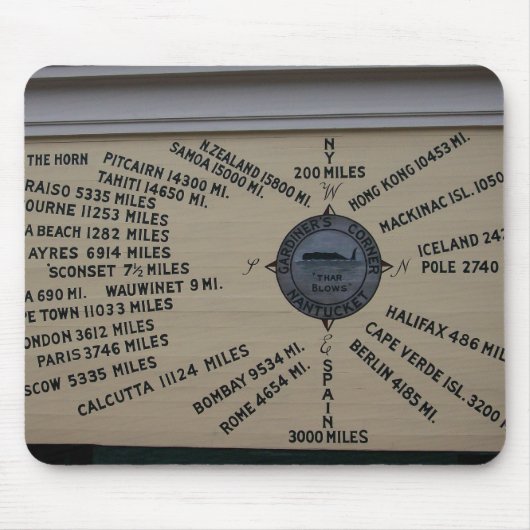 THE HORN
RAISO 5335 MILES
OURNE 11253 MILES
A BEACH 1282 MILES
AYRES 6914 MILES
'SCONSET 7½ MILES
A 690 MI. WAUWINET 9 MI.
PE TOWN 11033 MILES
ONDON 3612 MILES
PARIS 3746 MILES
SCOW 5335 MILES
CALCUTTA 11124 MILES
PITCAIRN 14300 MI.
TAHITI 14650 MI.
SAMOA 15000 MI.
N. ZEALAND 15800 MI.
NY
200 MILES
W
S
N
E
GARDINER'S CORNER
'THAR
BLOWS
NANTUCKET
HONG KONG 10453 MI.
MACKINAC ISL. 1050
ICELAND 242
POLE 2740
HALIFAX 486 MIL
CAPE VERDE ISL. 3200 M
BERLIN 4185 MI.
BOMBAY 9534 MI.
ROME 4654 MI.
SPAIN
3000 MILES